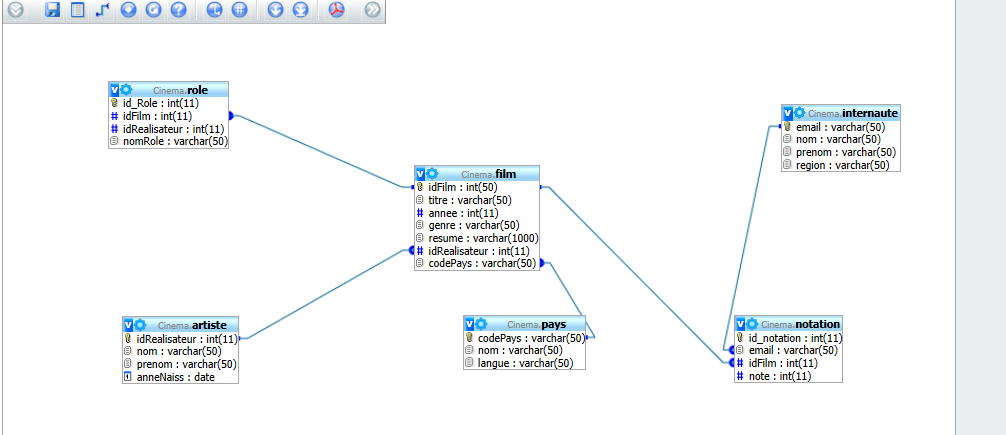 Cinema.role
id_Role : int(11)
idFilm : int(11)
idRealisateur : int(11)
nomRole : varchar(50)
Cinema.internaute
email : varchar(50)
nom : varchar(50)
prenom : varchar(50)
region : varchar(50)
Cinema.film
idFilm : int(50)
titre : varchar(50)
annee : int(11)
genre : varchar(50)
resume : varchar(1000)
idRealisateur : int(11)
codePays : varchar(50)
Cinema.artiste
idRealisateur : int(11)
nom : varchar(50)
prenom : varchar(50)
anneNaiss : date
Cinema.pays
codePays : varchar(50)
nom : varchar(50)
langue : varchar(50)
Cinema.notation
id_notation : int(11)
email : varchar(50)
idFilm : int(11)
note : int(11)